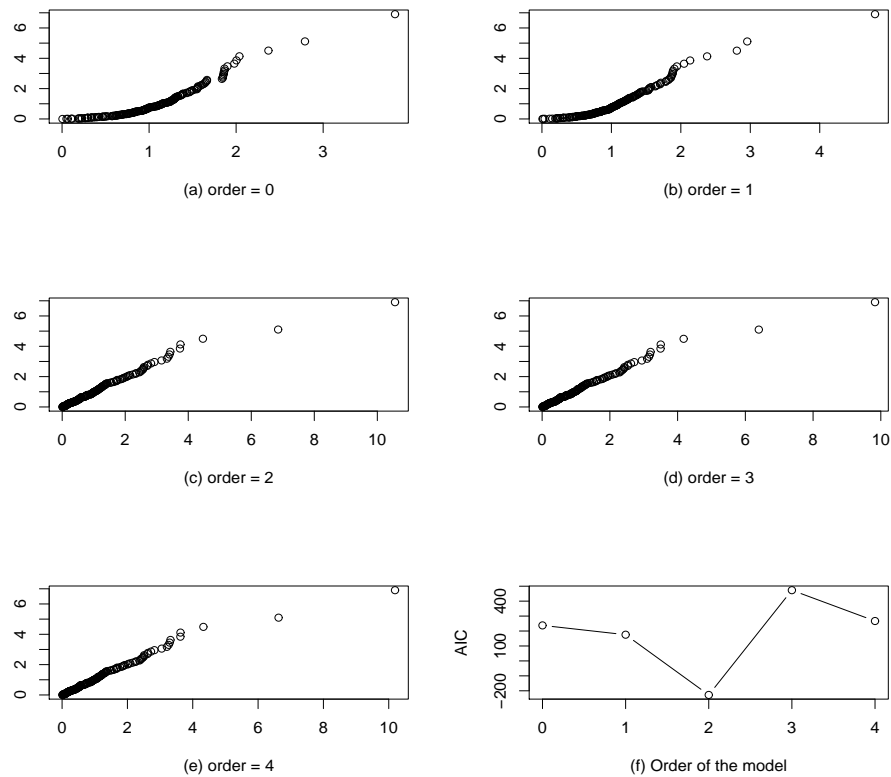 0 2 4 6
0 1 2 3
(a) order = 0
0 2 4 6
0 1 2 3 4
(b) order = 1
0 2 4 6
0 2 4 6 8 10
(c) order = 2
0 2 4 6
0 2 4 6 8 10
(d) order = 3
0 2 4 6
0 2 4 6 8 10
(e) order = 4
AIC
−200 100 400
0 1 2 3 4
(f) Order of the model